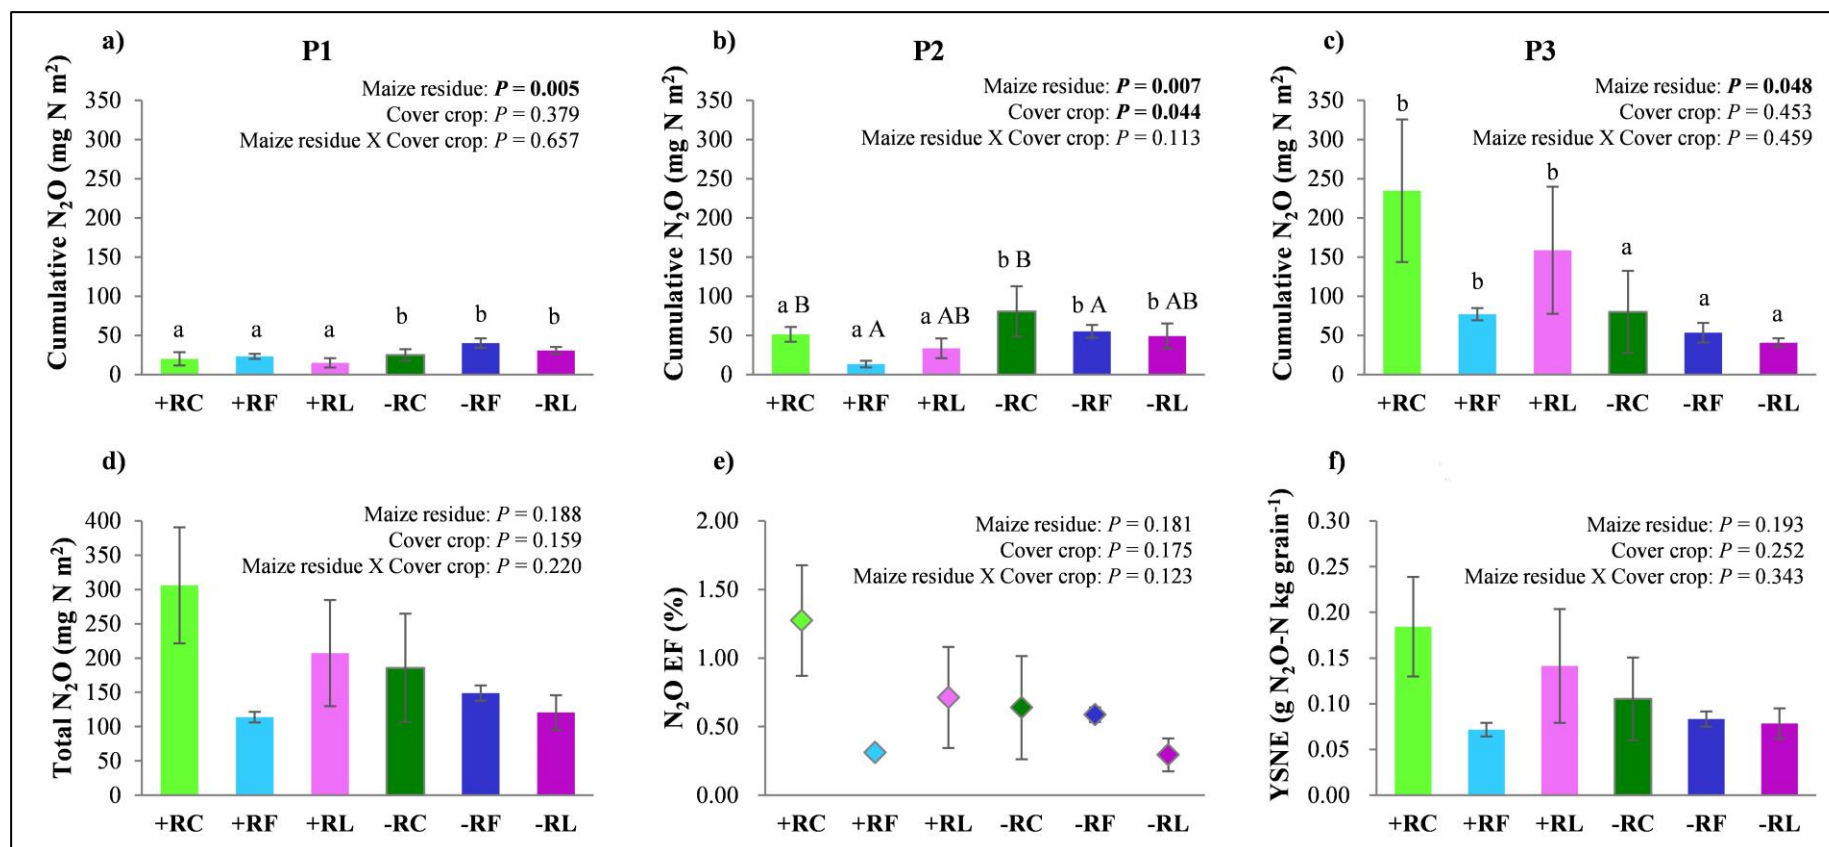 a)
P1
Maize residue: P = 0.005
Cover crop: P = 0.379
Maize residue X Cover crop: P = 0.657
Cumulative N₂O (mg N m²)
350
300
250
200
150
100
50
0
a
a
a
b
b
b
+RC +RF +RL -RC -RF -RL
b)
P2
Maize residue: P = 0.007
Cover crop: P = 0.044
Maize residue X Cover crop: P = 0.113
Cumulative N₂O (mg N m²)
350
300
250
200
150
100
50
0
a B
a A
a AB
b B
b A
b AB
+RC +RF +RL -RC -RF -RL
c)
P3
Maize residue: P = 0.048
Cover crop: P = 0.453
Maize residue X Cover crop: P = 0.459
Cumulative N₂O (mg N m²)
350
300
250
200
150
100
50
0
b
b
b
a
a
a
+RC +RF +RL -RC -RF -RL
d)
Maize residue: P = 0.188
Cover crop: P = 0.159
Maize residue X Cover crop: P = 0.220
Total N₂O (mg N m²)
400
350
300
250
200
150
100
50
0
+RC +RF +RL -RC -RF -RL
e)
Maize residue: P = 0.181
Cover crop: P = 0.175
Maize residue X Cover crop: P = 0.123
N₂O EF (%)
2.00
1.50
1.00
0.50
0.00
+RC +RF +RL -RC -RF -RL
f)
Maize residue: P = 0.193
Cover crop: P = 0.252
Maize residue X Cover crop: P = 0.343
YSNE (g N₂O-N kg grain⁻¹)
0.30
0.25
0.20
0.15
0.10
0.05
0.00
+RC +RF +RL -RC -RF -RL